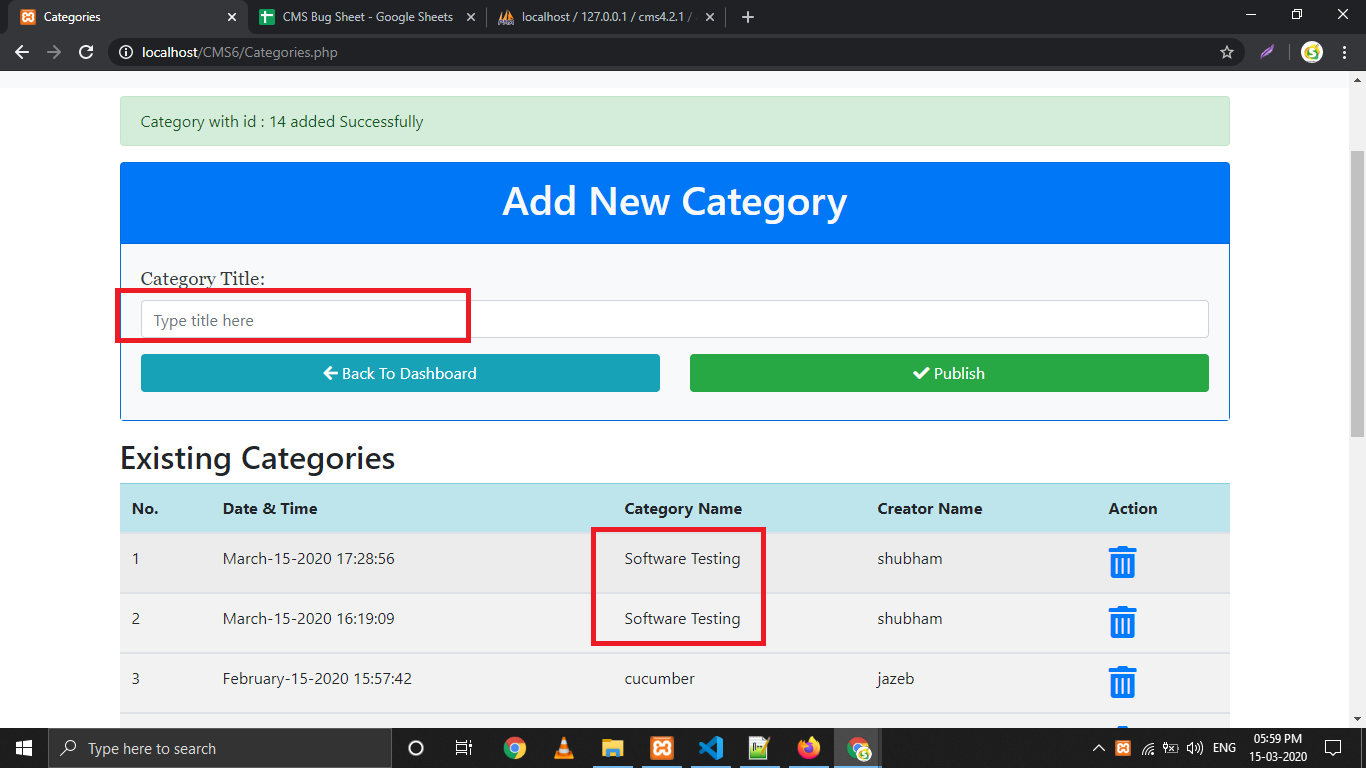 Categories
CMS Bug Sheet - Google Sheets
localhost / 127.0.0.1 / cms4.2.1 /
localhost/CMS6/Categories.php
Category with id : 14 added Successfully
Add New Category
Category Title:
Type title here
Back To Dashboard
Publish
Existing Categories
No. Date & Time Category Name Creator Name Action
1 March-15-2020 17:28:56 Software Testing shubham
2 March-15-2020 16:19:09 Software Testing shubham
3 February-15-2020 15:57:42 cucumber jazeb
Type here to search
ENG
05:59 PM
15-03-2020